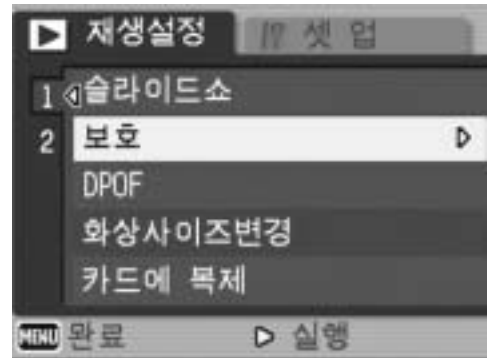 재생설정 셋 업
1 슬라이드쇼
2 보호
DPOF
화상사이즈변경
카드에 복제
MENU 완료 실행